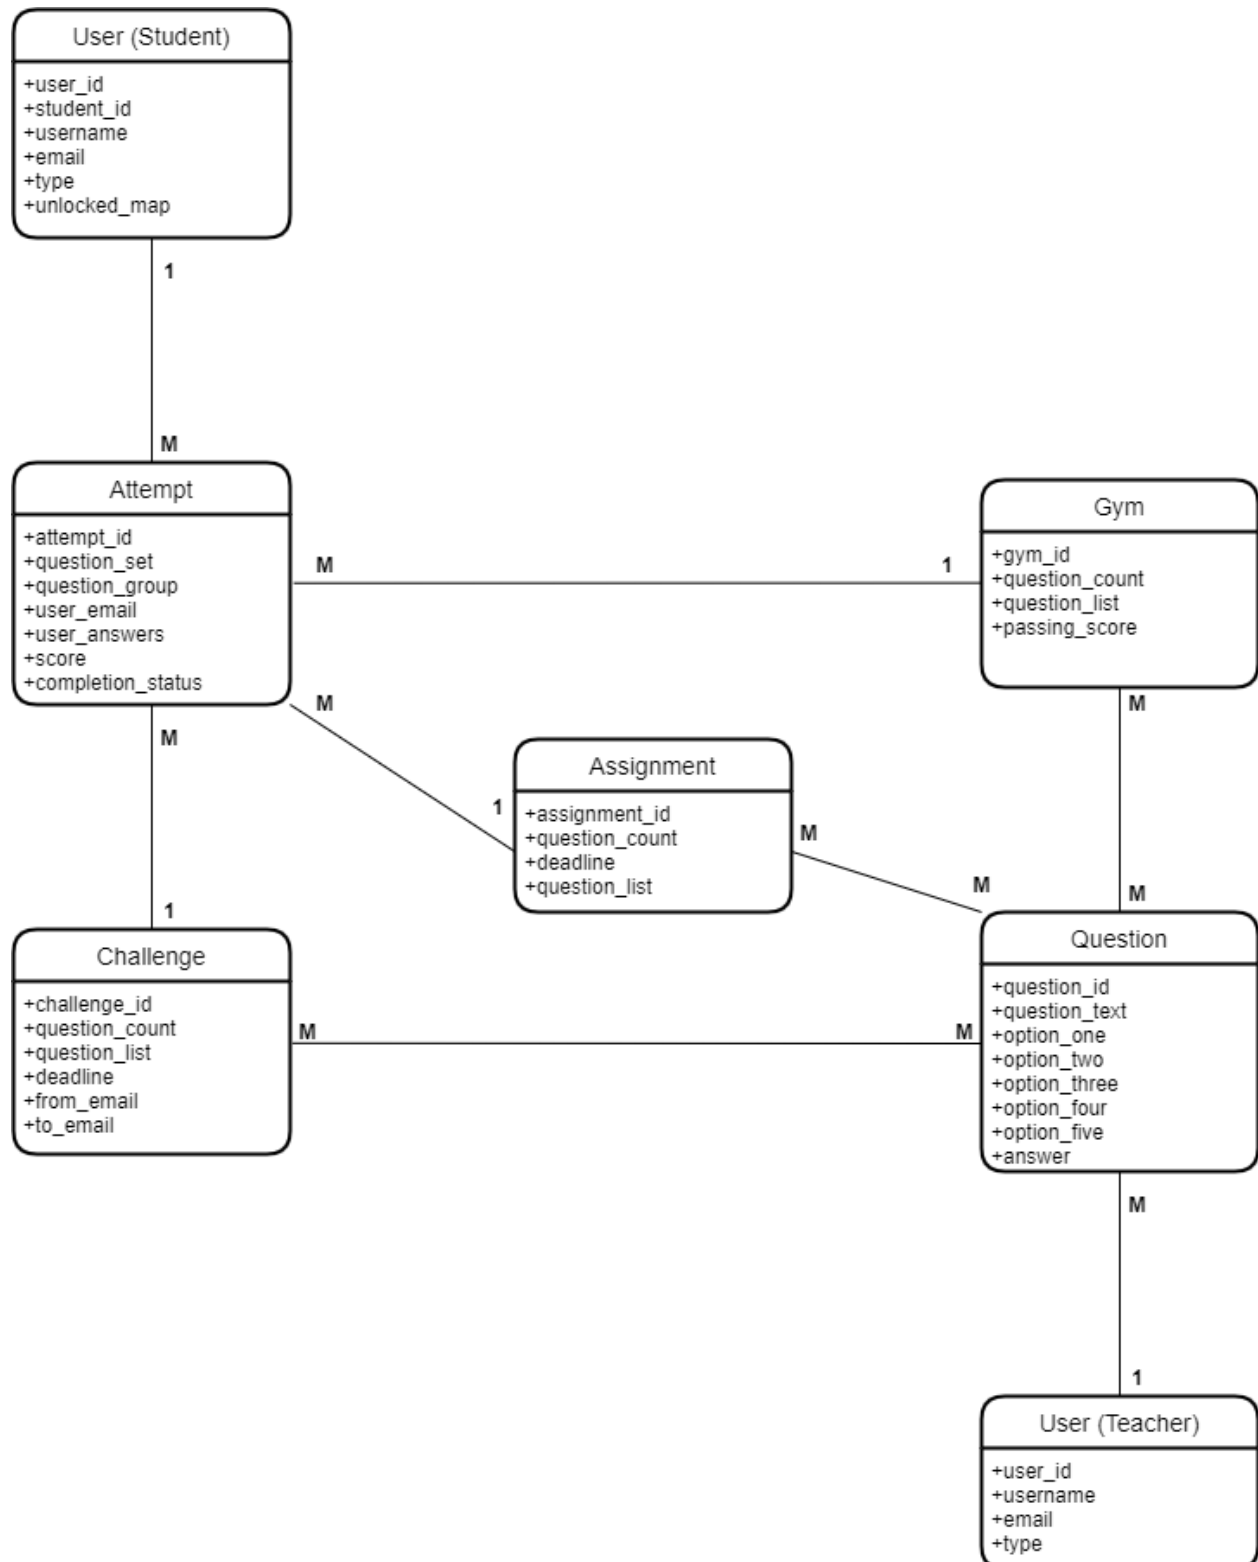 User (Student)
+user_id
+student_id
+username
+email
+type
+unlocked_map
1
M
Attempt
+attempt_id
+question_set
+question_group
+user_email
+user_answers
+score
+completion_status
M
1
Gym
+gym_id
+question_count
+question_list
+passing_score
M
M
M
1
Assignment
+assignment_id
+question_count
+deadline
+question_list
M
M
M
1
Challenge
+challenge_id
+question_count
+question_list
+deadline
+from_email
+to_email
M
M
Question
+question_id
+question_text
+option_one
+option_two
+option_three
+option_four
+option_five
+answer
M
1
User (Teacher)
+user_id
+username
+email
+type